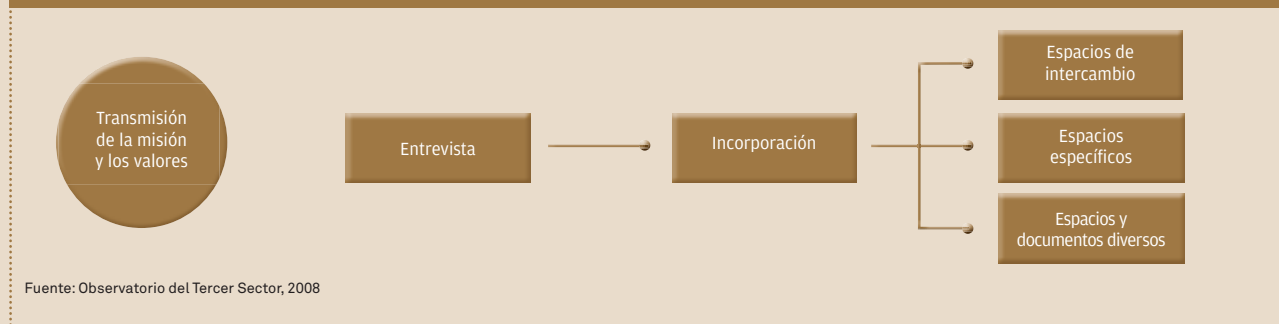 Transmisión
de la misión
y los valores
Entrevista
Incorporación
Espacios de
intercambio
Espacios
específicos
Espacios y
documentos diversos
Fuente: Observatorio del Tercer Sector, 2008